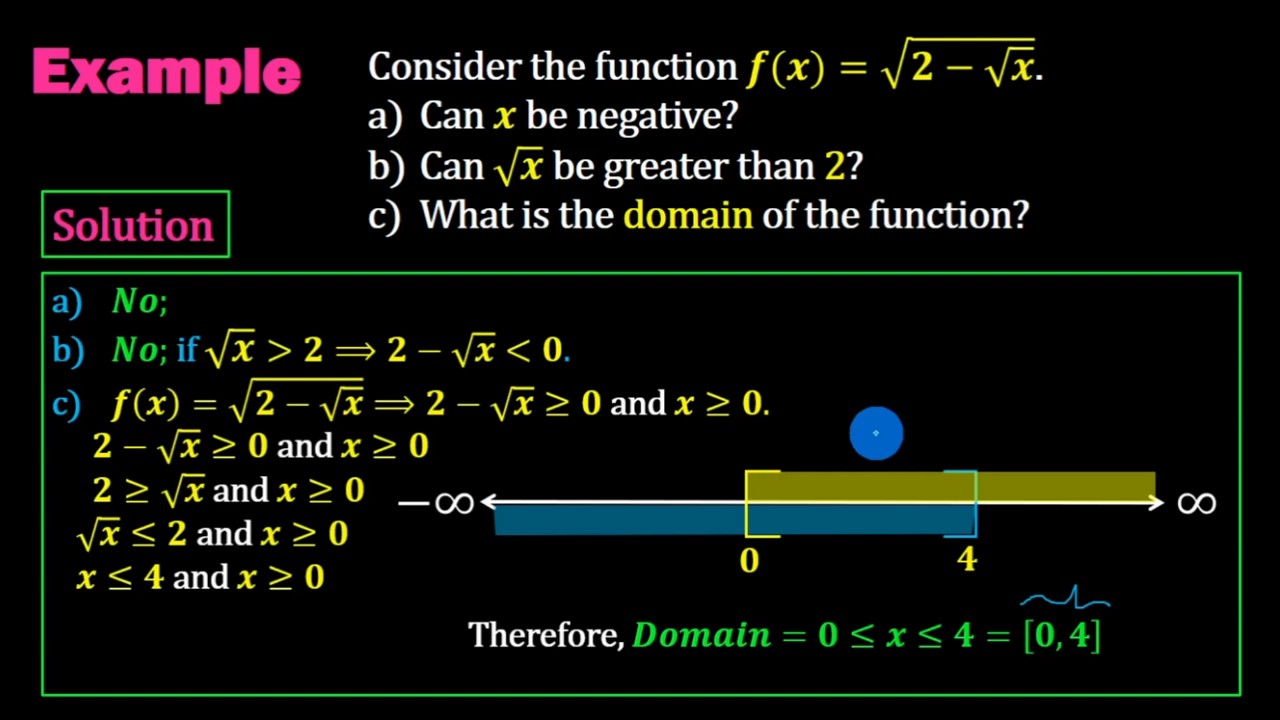 Example
Consider the function f(x) = √(2 − √x).
a) Can x be negative?
b) Can √x be greater than 2?
c) What is the domain of the function?
Solution
a) No;
b) No; if √x > 2 ⟹ 2 − √x < 0.
c) f(x) = √(2 − √x) ⟹ 2 − √x ≥ 0 and x ≥ 0.
2 − √x ≥ 0 and x ≥ 0
2 ≥ √x and x ≥ 0
√x ≤ 2 and x ≥ 0
x ≤ 4 and x ≥ 0
−∞ ∞
0 4
Therefore, Domain = 0 ≤ x ≤ 4 = [0, 4]